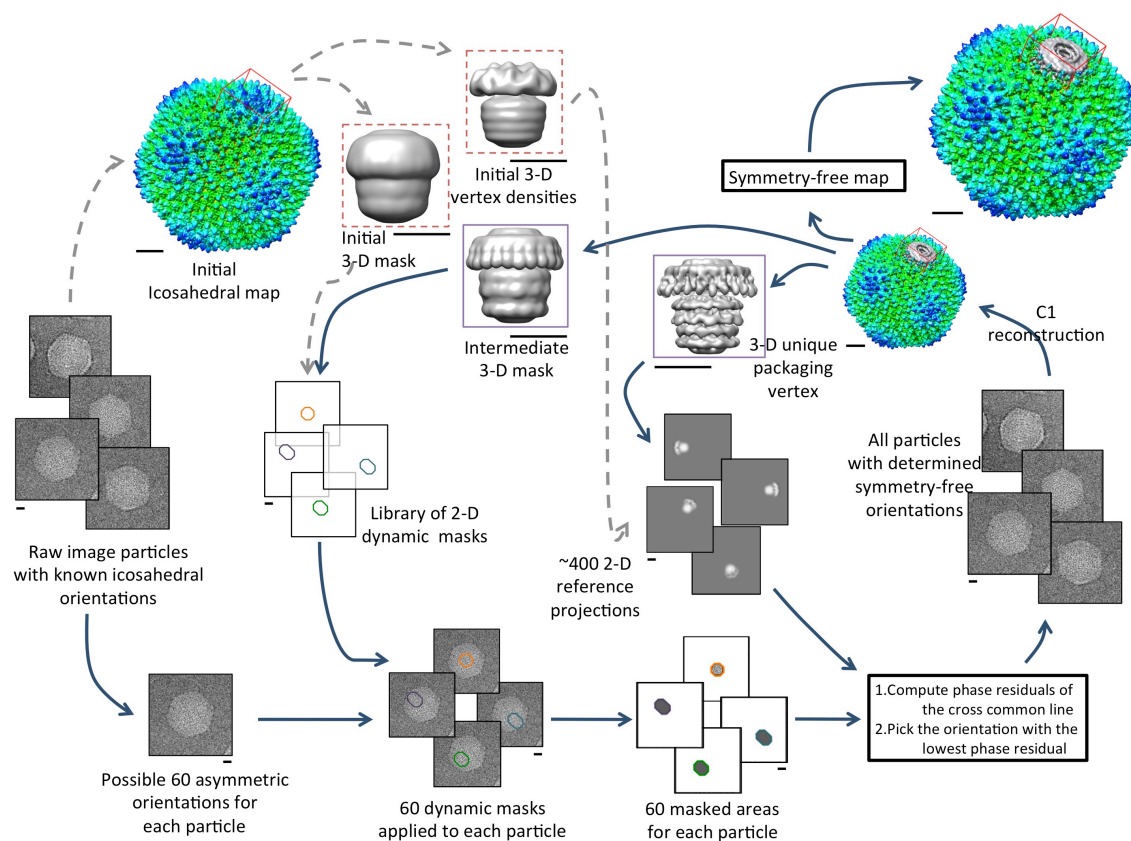 Initial 3-D
vertex densities
Symmetry-free map
Initial
3-D mask
Initial
Icosahedral map
Intermediate
3-D mask
3-D unique
packaging
vertex
C1
reconstruction
All particles
with determined
symmetry-free
orientations
Library of 2-D
dynamic masks
Raw image particles
with known icosahedral
orientations
~400 2-D
reference
projections
1.Compute phase residuals of
the cross common line
2.Pick the orientation with the
lowest phase residual
Possible 60 asymmetric
orientations for
each particle
60 dynamic masks
applied to each particle
60 masked areas
for each particle